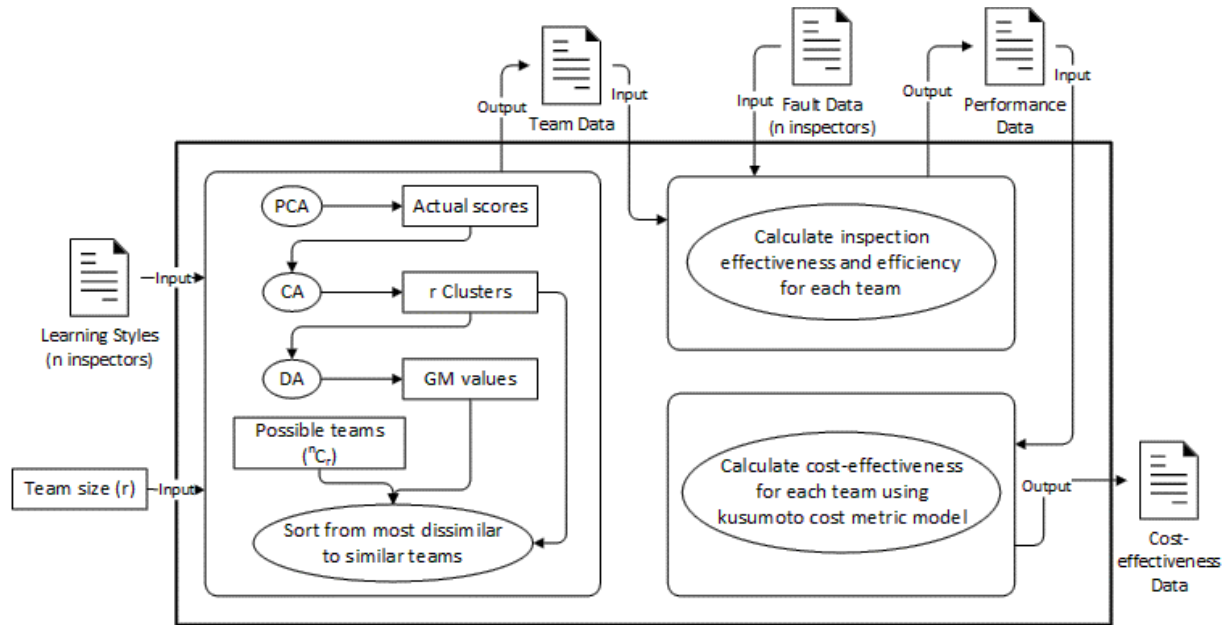 Output
Team Data
Input
Input
Fault Data
(n inspectors)
Output
Performance
Data
Input
Learning Styles
(n inspectors)
Input
Team size (r)
Input
PCA
Actual scores
CA
r Clusters
DA
GM values
Possible teams
(ⁿCᵣ)
Sort from most dissimilar
to similar teams
Calculate inspection
effectiveness and efficiency
for each team
Calculate cost-effectiveness
for each team using
kusumoto cost metric model
Output
Cost-
effectiveness
Data